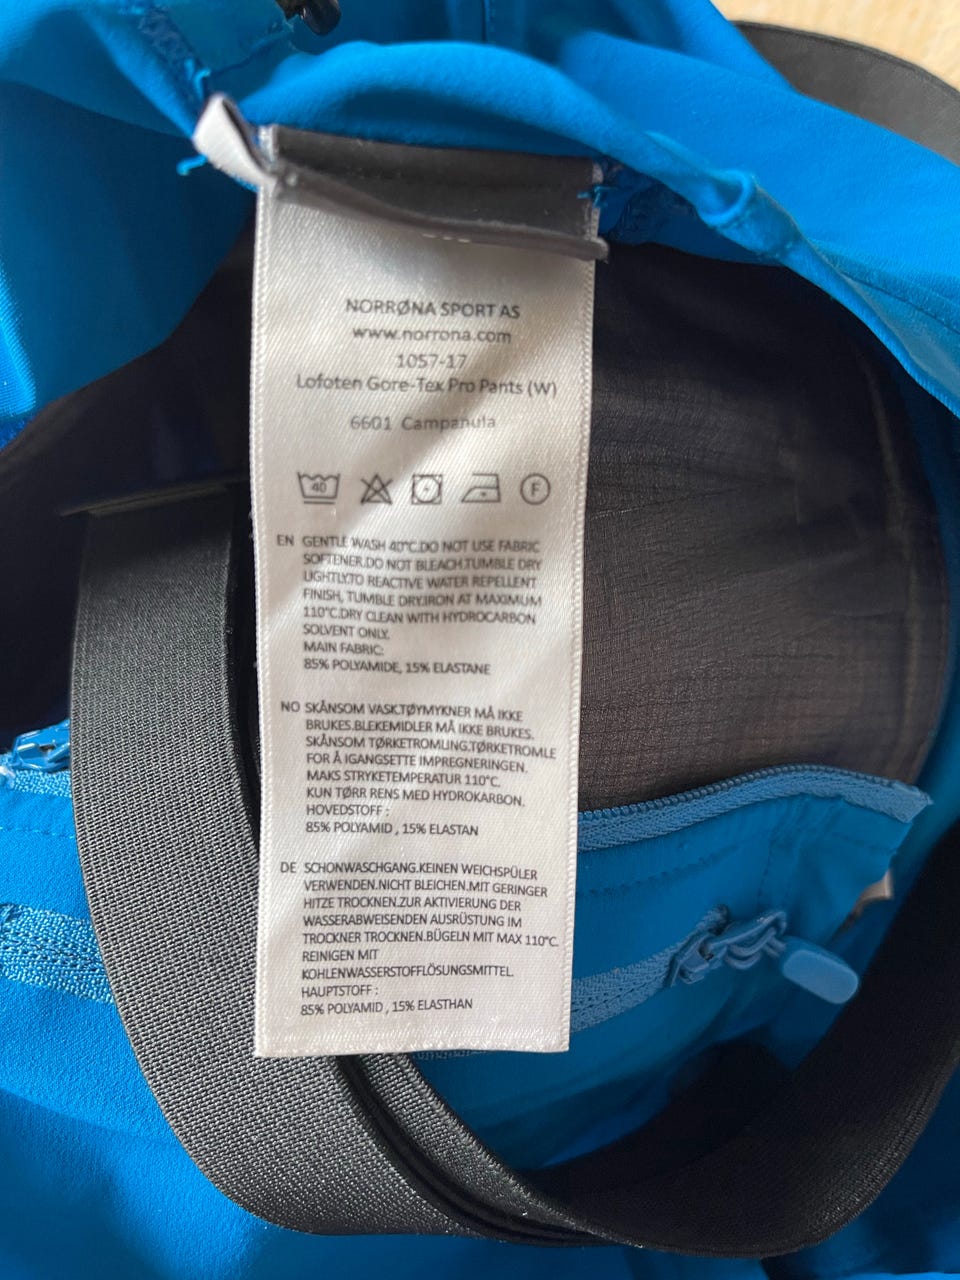 NORRØNA SPORT AS
www.norrona.com
1057-17
Lofoten Gore-Tex Pro Pants (W)
6601 Campanula
40 F
EN GENTLE WASH 40°C.DO NOT USE FABRIC
SOFTENER.DO NOT BLEACH.TUMBLE DRY
LIGHTLY.TO REACTIVE WATER REPELLENT
FINISH, TUMBLE DRY.IRON AT MAXIMUM
110°C.DRY CLEAN WITH HYDROCARBON
SOLVENT ONLY.
MAIN FABRIC:
85% POLYAMIDE, 15% ELASTANE
NO SKÅNSOM VASK.TØYMYKNER MÅ IKKE
BRUKES.BLEKEMIDLER MÅ IKKE BRUKES.
SKÅNSOM TØRKETROMLING.TØRKETROMLE
FOR Å IGANGSETTE IMPREGNERINGEN.
MAKS STRYKETEMPERATUR 110°C.
KUN TØRR RENS MED HYDROKARBON.
HOVEDSTOFF :
85% POLYAMID , 15% ELASTAN
DE SCHONWASCHGANG.KEINEN WEICHSPÜLER
VERWENDEN.NICHT BLEICHEN.MIT GERINGER
HITZE TROCKNEN.ZUR AKTIVIERUNG DER
WASSERABWEISENDEN AUSRÜSTUNG IM
TROCKNER TROCKNEN.BÜGELN MIT MAX 110°C.
REINIGEN MIT
KOHLENWASSERSTOFFLÖSUNGSMITTEL.
HAUPTSTOFF :
85% POLYAMID , 15% ELASTHAN